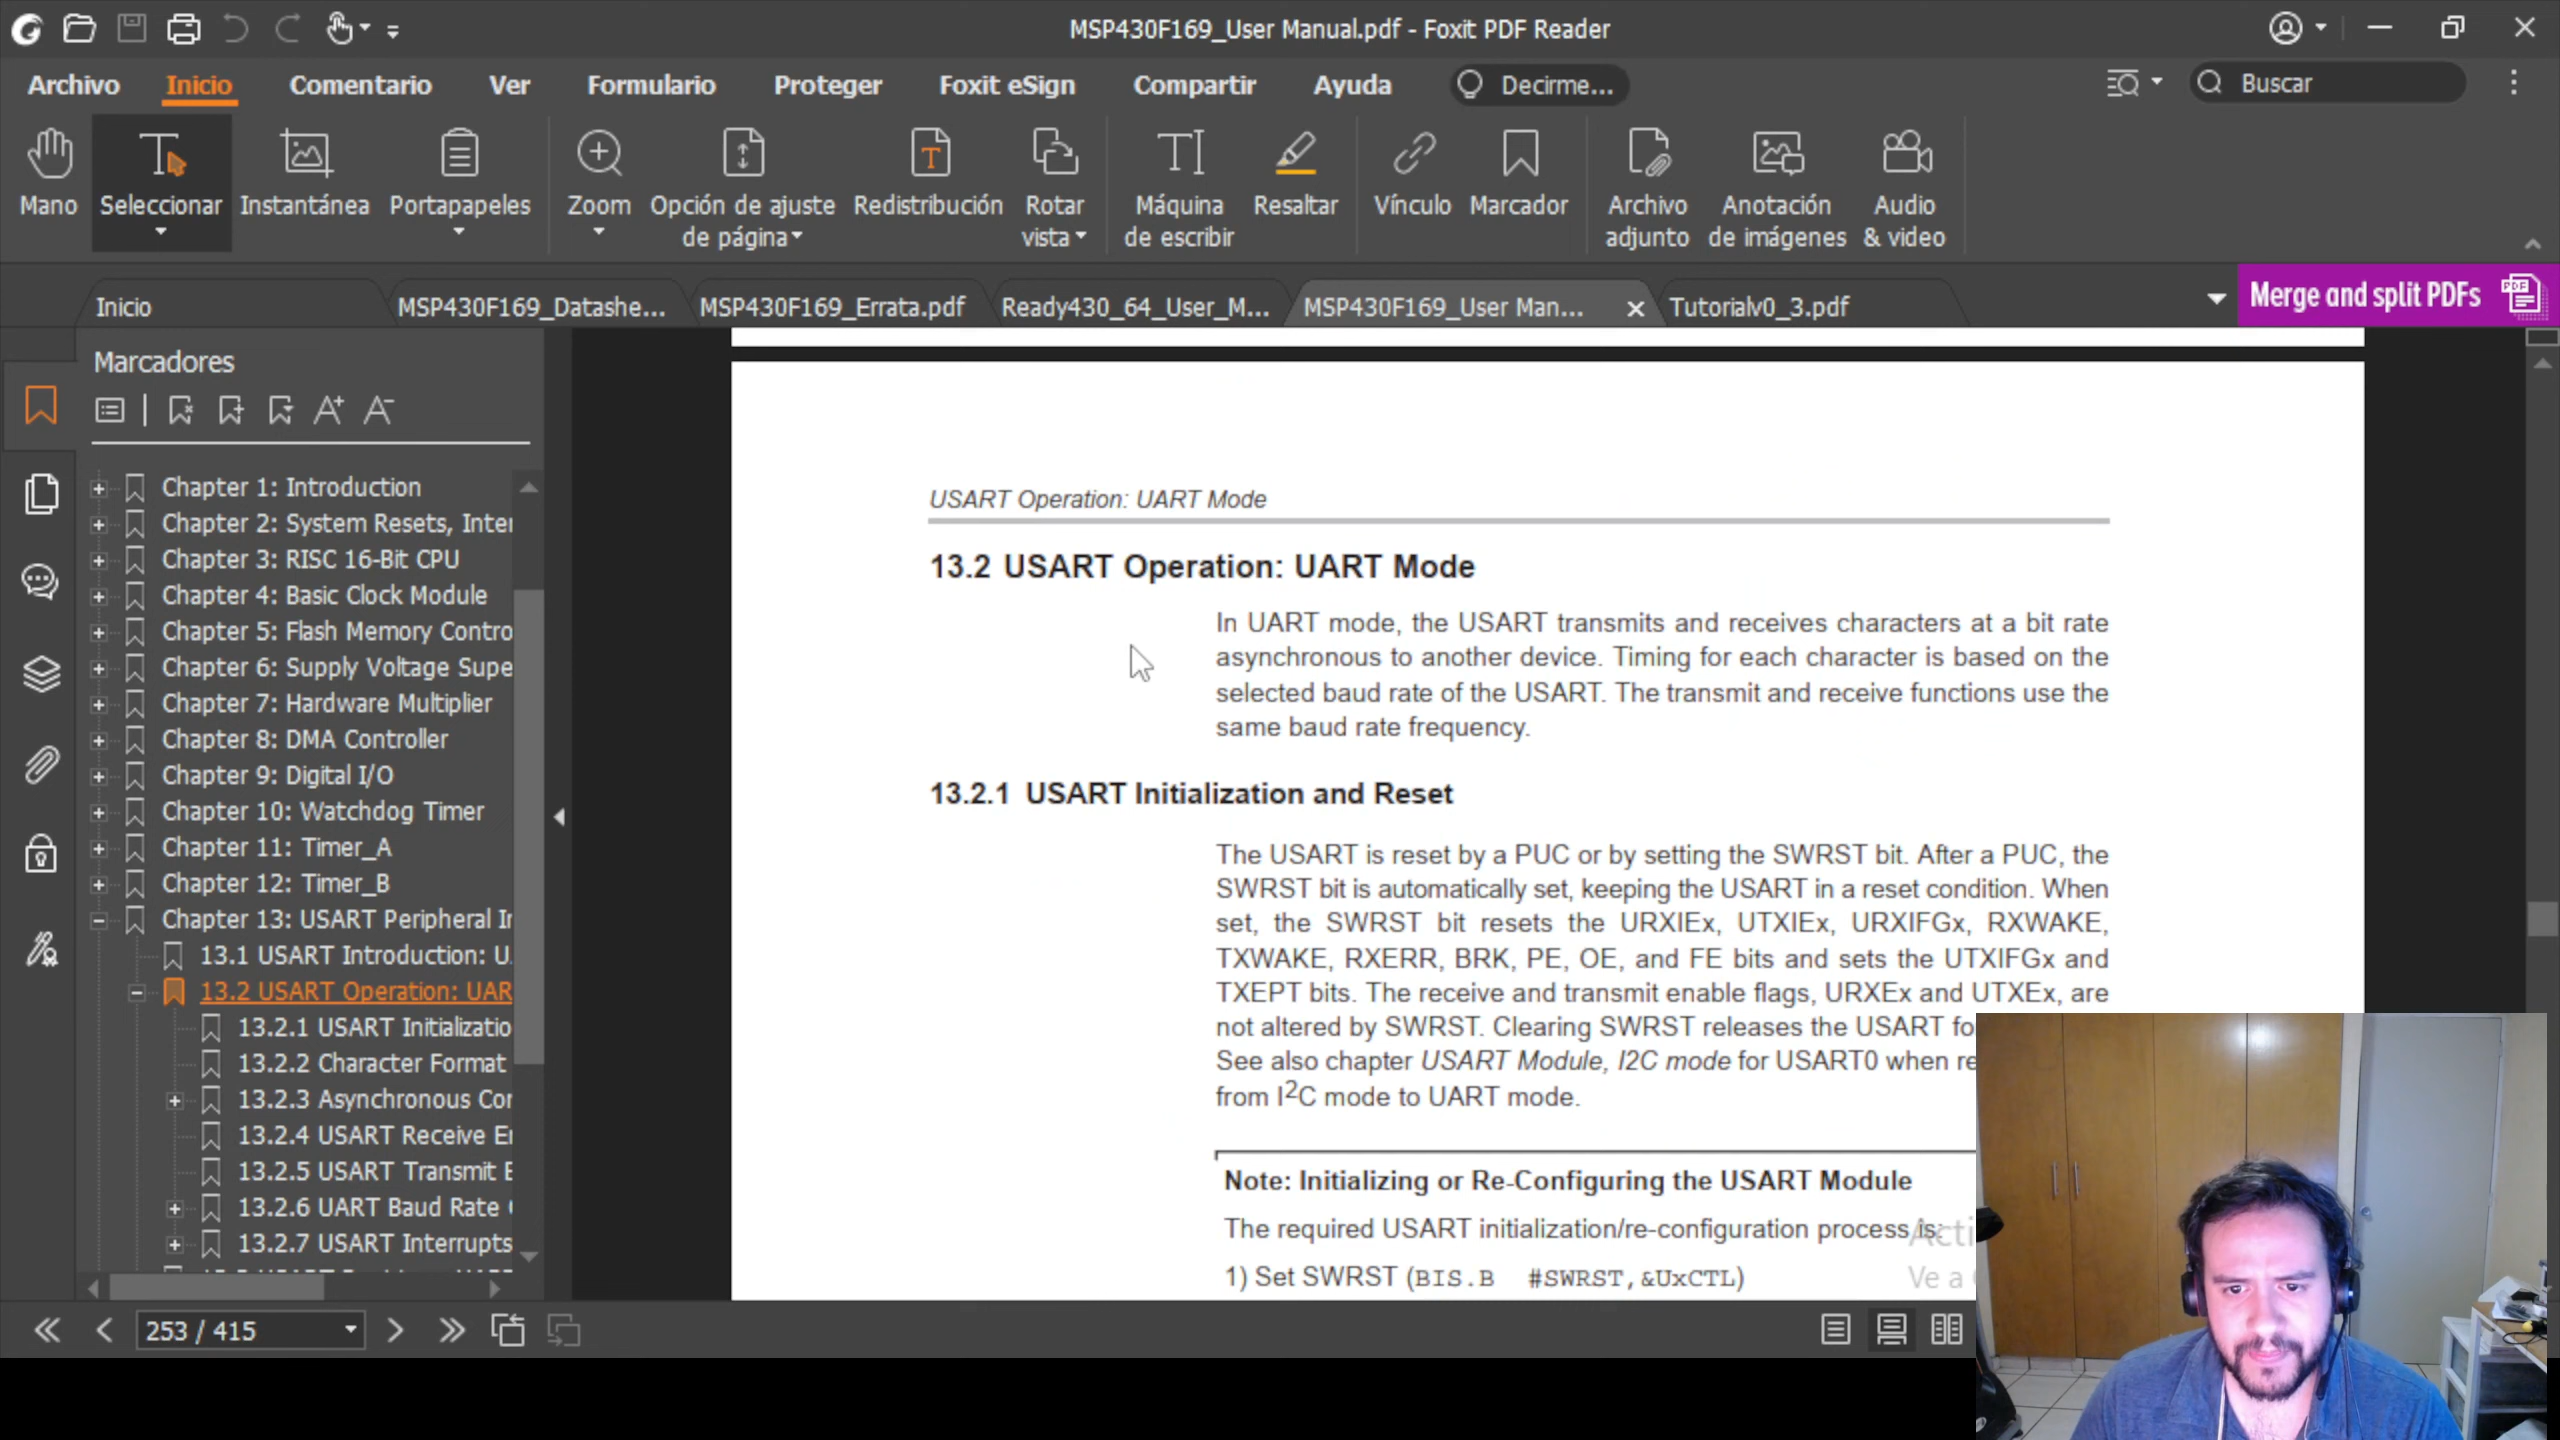 MSP430F169_User Manual.pdf - Foxit PDF Reader
Archivo Inicio Comentario Ver Formulario Proteger Foxit eSign Compartir Ayuda Decirme... Buscar
Mano Seleccionar Instantánea Portapapeles Zoom Opción de ajuste de página Redistribución Rotar vista Máquina de escribir Resaltar Vínculo Marcador Archivo adjunto Anotación de imágenes Audio & video
Inicio MSP430F169_Datashe... MSP430F169_Errata.pdf Ready430_64_User_M... MSP430F169_User Man... Tutorialv0_3.pdf Merge and split PDFs
Marcadores
Chapter 1: Introduction
Chapter 2: System Resets, Inter
Chapter 3: RISC 16-Bit CPU
Chapter 4: Basic Clock Module
Chapter 5: Flash Memory Contro
Chapter 6: Supply Voltage Supe
Chapter 7: Hardware Multiplier
Chapter 8: DMA Controller
Chapter 9: Digital I/O
Chapter 10: Watchdog Timer
Chapter 11: Timer_A
Chapter 12: Timer_B
Chapter 13: USART Peripheral Ir
13.1 USART Introduction: U
13.2 USART Operation: UAR
13.2.1 USART Initializatio
13.2.2 Character Format
13.2.3 Asynchronous Cor
13.2.4 USART Receive E
13.2.5 USART Transmit E
13.2.6 UART Baud Rate
13.2.7 USART Interrupts
USART Operation: UART Mode
13.2 USART Operation: UART Mode
In UART mode, the USART transmits and receives characters at a bit rate
asynchronous to another device. Timing for each character is based on the
selected baud rate of the USART. The transmit and receive functions use the
same baud rate frequency.
13.2.1 USART Initialization and Reset
The USART is reset by a PUC or by setting the SWRST bit. After a PUC, the
SWRST bit is automatically set, keeping the USART in a reset condition. When
set, the SWRST bit resets the URXIEx, UTXIEx, URXIFGx, RXWAKE,
TXWAKE, RXERR, BRK, PE, OE, and FE bits and sets the UTXIFGx and
TXEPT bits. The receive and transmit enable flags, URXEx and UTXEx, are
not altered by SWRST. Clearing SWRST releases the USART fo
See also chapter USART Module, I2C mode for USART0 when re
from I2C mode to UART mode.
Note: Initializing or Re-Configuring the USART Module
The required USART initialization/re-configuration process is:
Acti
1) Set SWRST (BIS.B #SWRST,&UxCTL)
Ve a
253 / 415